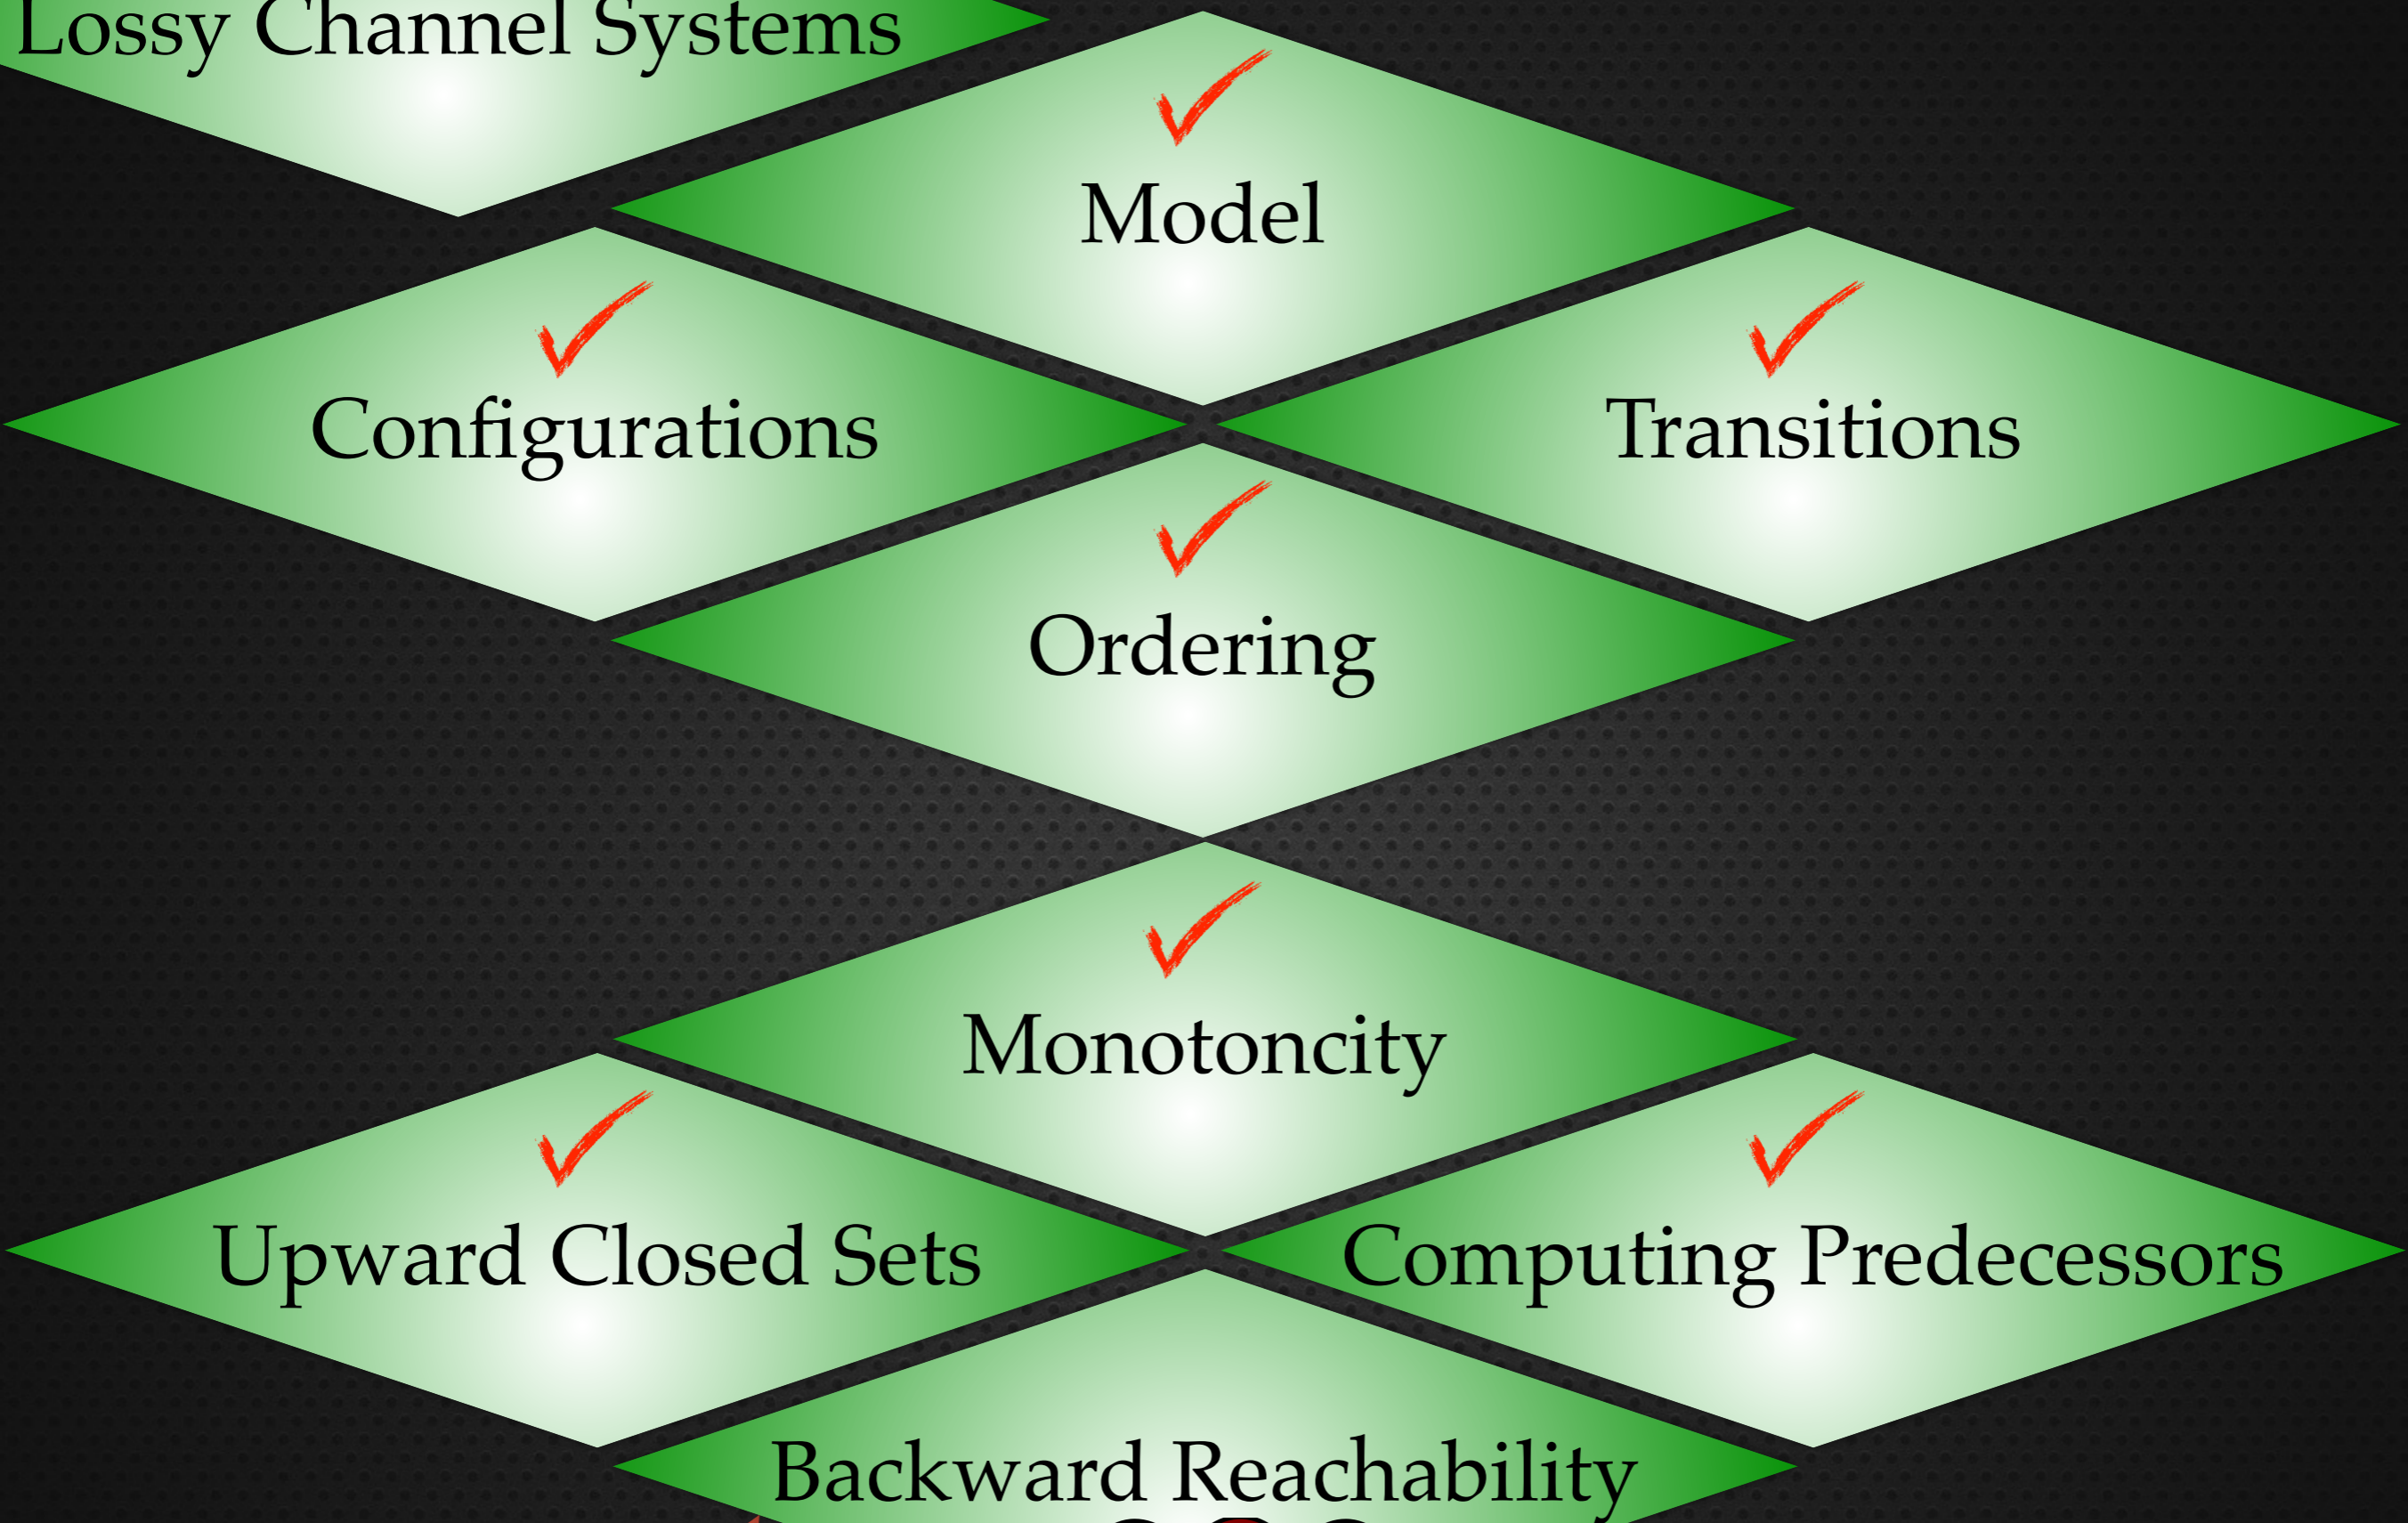 Lossy Channel Systems
Model
Configurations
Transitions
Ordering
Monotoncity
Upward Closed Sets
Computing Predecessors
Backward Reachability